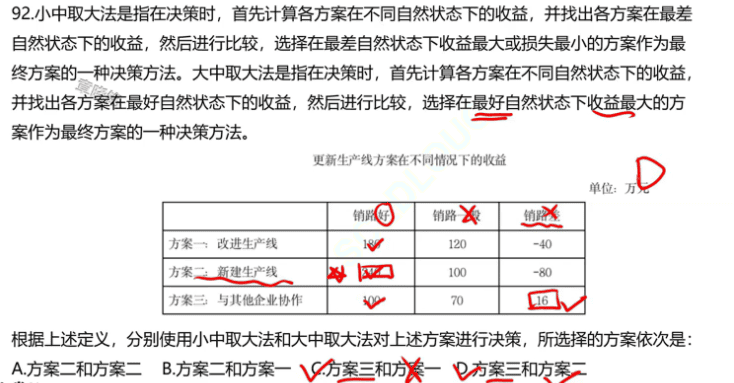 92.小中取大法是指在决策时，首先计算各方案在不同自然状态下的收益，并找出各方案在最差
自然状态下的收益，然后进行比较，选择在最差自然状态下收益最大或损失最小的方案作为最
终方案的一种决策方法。大中取大法是指在决策时，首先计算各方案在不同自然状态下的收益，
并找出各方案在最好自然状态下的收益，然后进行比较，选择在最好自然状态下收益最大的方
案作为最终方案的一种决策方法。
更新生产线方案在不同情况下的收益
单位：万元
D
销路好 销路一般 销路差
方案一：改进生产线 180 120 -40
方案二：新建生产线 240 100 -80
方案三：与其他企业协作 100 70 16
根据上述定义，分别使用小中取大法和大中取大法对上述方案进行决策，所选择的方案依次是：
A.方案二和方案二 B.方案二和方案一 C.方案三和方案一 D.方案三和方案二